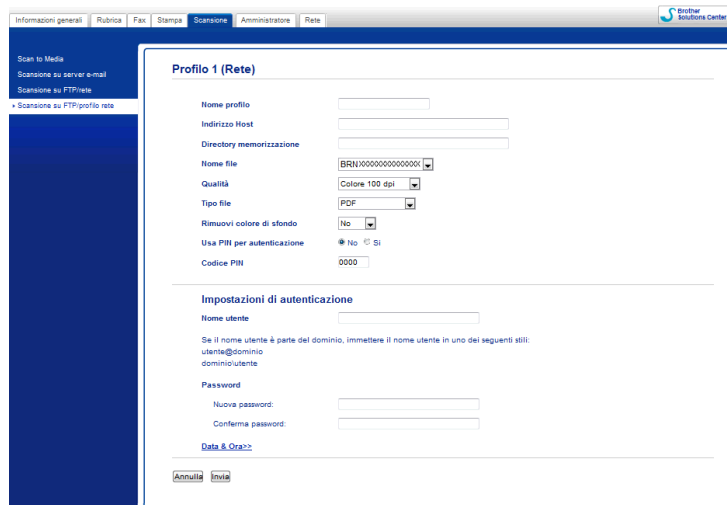 Informazioni generali Rubrica Fax Stampa Scansione Amministratore Rete
Brother
Solutions Center
Scan to Media
Scansione su server e-mail
Scansione su FTP/rete
Scansione su FTP/profilo rete
Profilo 1 (Rete)
Nome profilo
Indirizzo Host
Directory memorizzazione
Nome file BRNXXXXXXXXXXXX
Qualità Colore 100 dpi
Tipo file PDF
Rimuovi colore di sfondo No
Usa PIN per autenticazione No Sì
Codice PIN 0000
Impostazioni di autenticazione
Nome utente
Se il nome utente è parte del dominio, immettere il nome utente in uno dei seguenti stili:
utente@dominio
dominio\utente
Password
Nuova password:
Conferma password:
Data & Ora>>
Annulla Invia